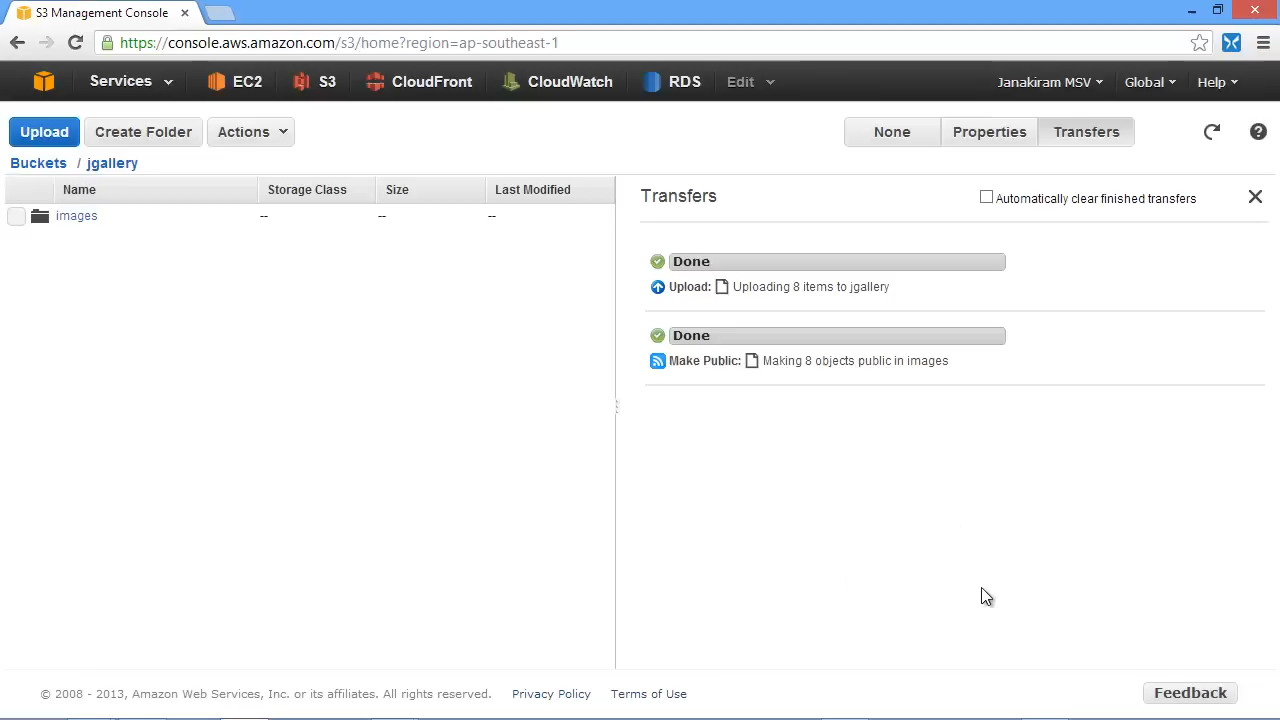 S3 Management Console
https://console.aws.amazon.com/s3/home?region=ap-southeast-1
Services EC2 S3 CloudFront CloudWatch RDS Edit Janakiram MSV Global Help
Upload Create Folder Actions None Properties Transfers
Buckets / jgallery
Name Storage Class Size Last Modified
images -- -- --
Transfers
Automatically clear finished transfers
Done
Upload: Uploading 8 items to jgallery
Done
Make Public: Making 8 objects public in images
© 2008 - 2013, Amazon Web Services, Inc. or its affiliates. All rights reserved. Privacy Policy Terms of Use Feedback